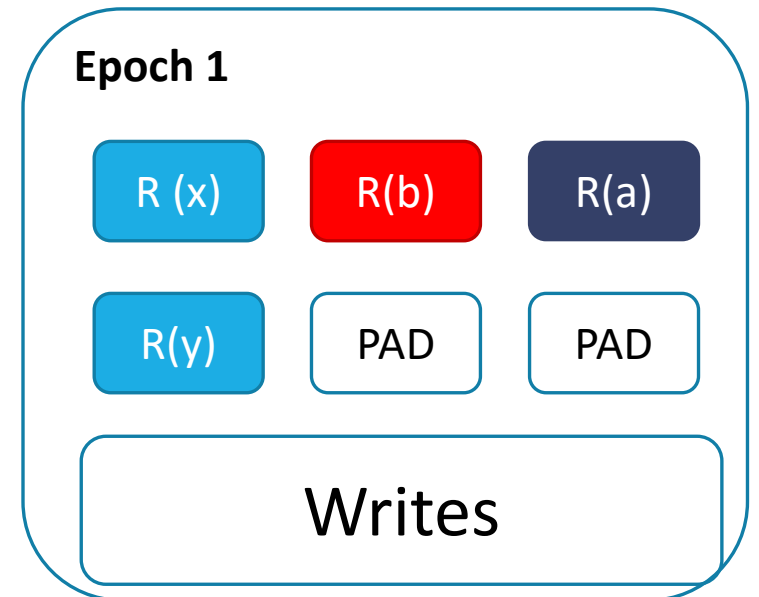 Epoch 1
R (x)
R(b)
R(a)
R(y)
PAD
PAD
Writes